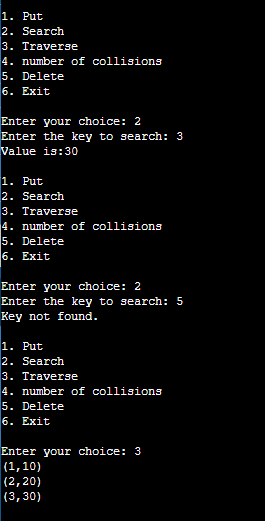 1. Put
2. Search
3. Traverse
4. number of collisions
5. Delete
6. Exit
Enter your choice: 2
Enter the key to search: 3
Value is:30
1. Put
2. Search
3. Traverse
4. number of collisions
5. Delete
6. Exit
Enter your choice: 2
Enter the key to search: 5
Key not found.
1. Put
2. Search
3. Traverse
4. number of collisions
5. Delete
6. Exit
Enter your choice: 3
(1,10)
(2,20)
(3,30)